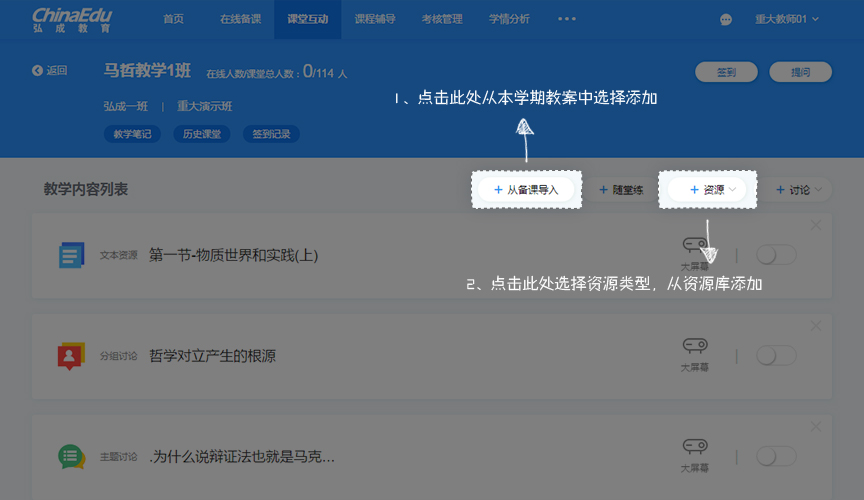 ChinaEdu
弘 成 教 育
首页 在线备课 课堂互动 课程辅导 考核管理 学情分析 重大教师01
返回 马哲教学1班 在线人数/课堂总人数：0/114 人 签到 提问
弘成一班 | 重大演示班
教学笔记 历史课堂 签到记录
1、点击此处从本学期教案中选择添加
教学内容列表 + 从备课导入 + 随堂练 + 资源 + 讨论
文本资源 第一节-物质世界和实践(上) 大屏幕
2、点击此处选择资源类型，从资源库添加
分组讨论 哲学对立产生的根源 大屏幕
主题讨论 .为什么说辩证法也就是马克... 大屏幕